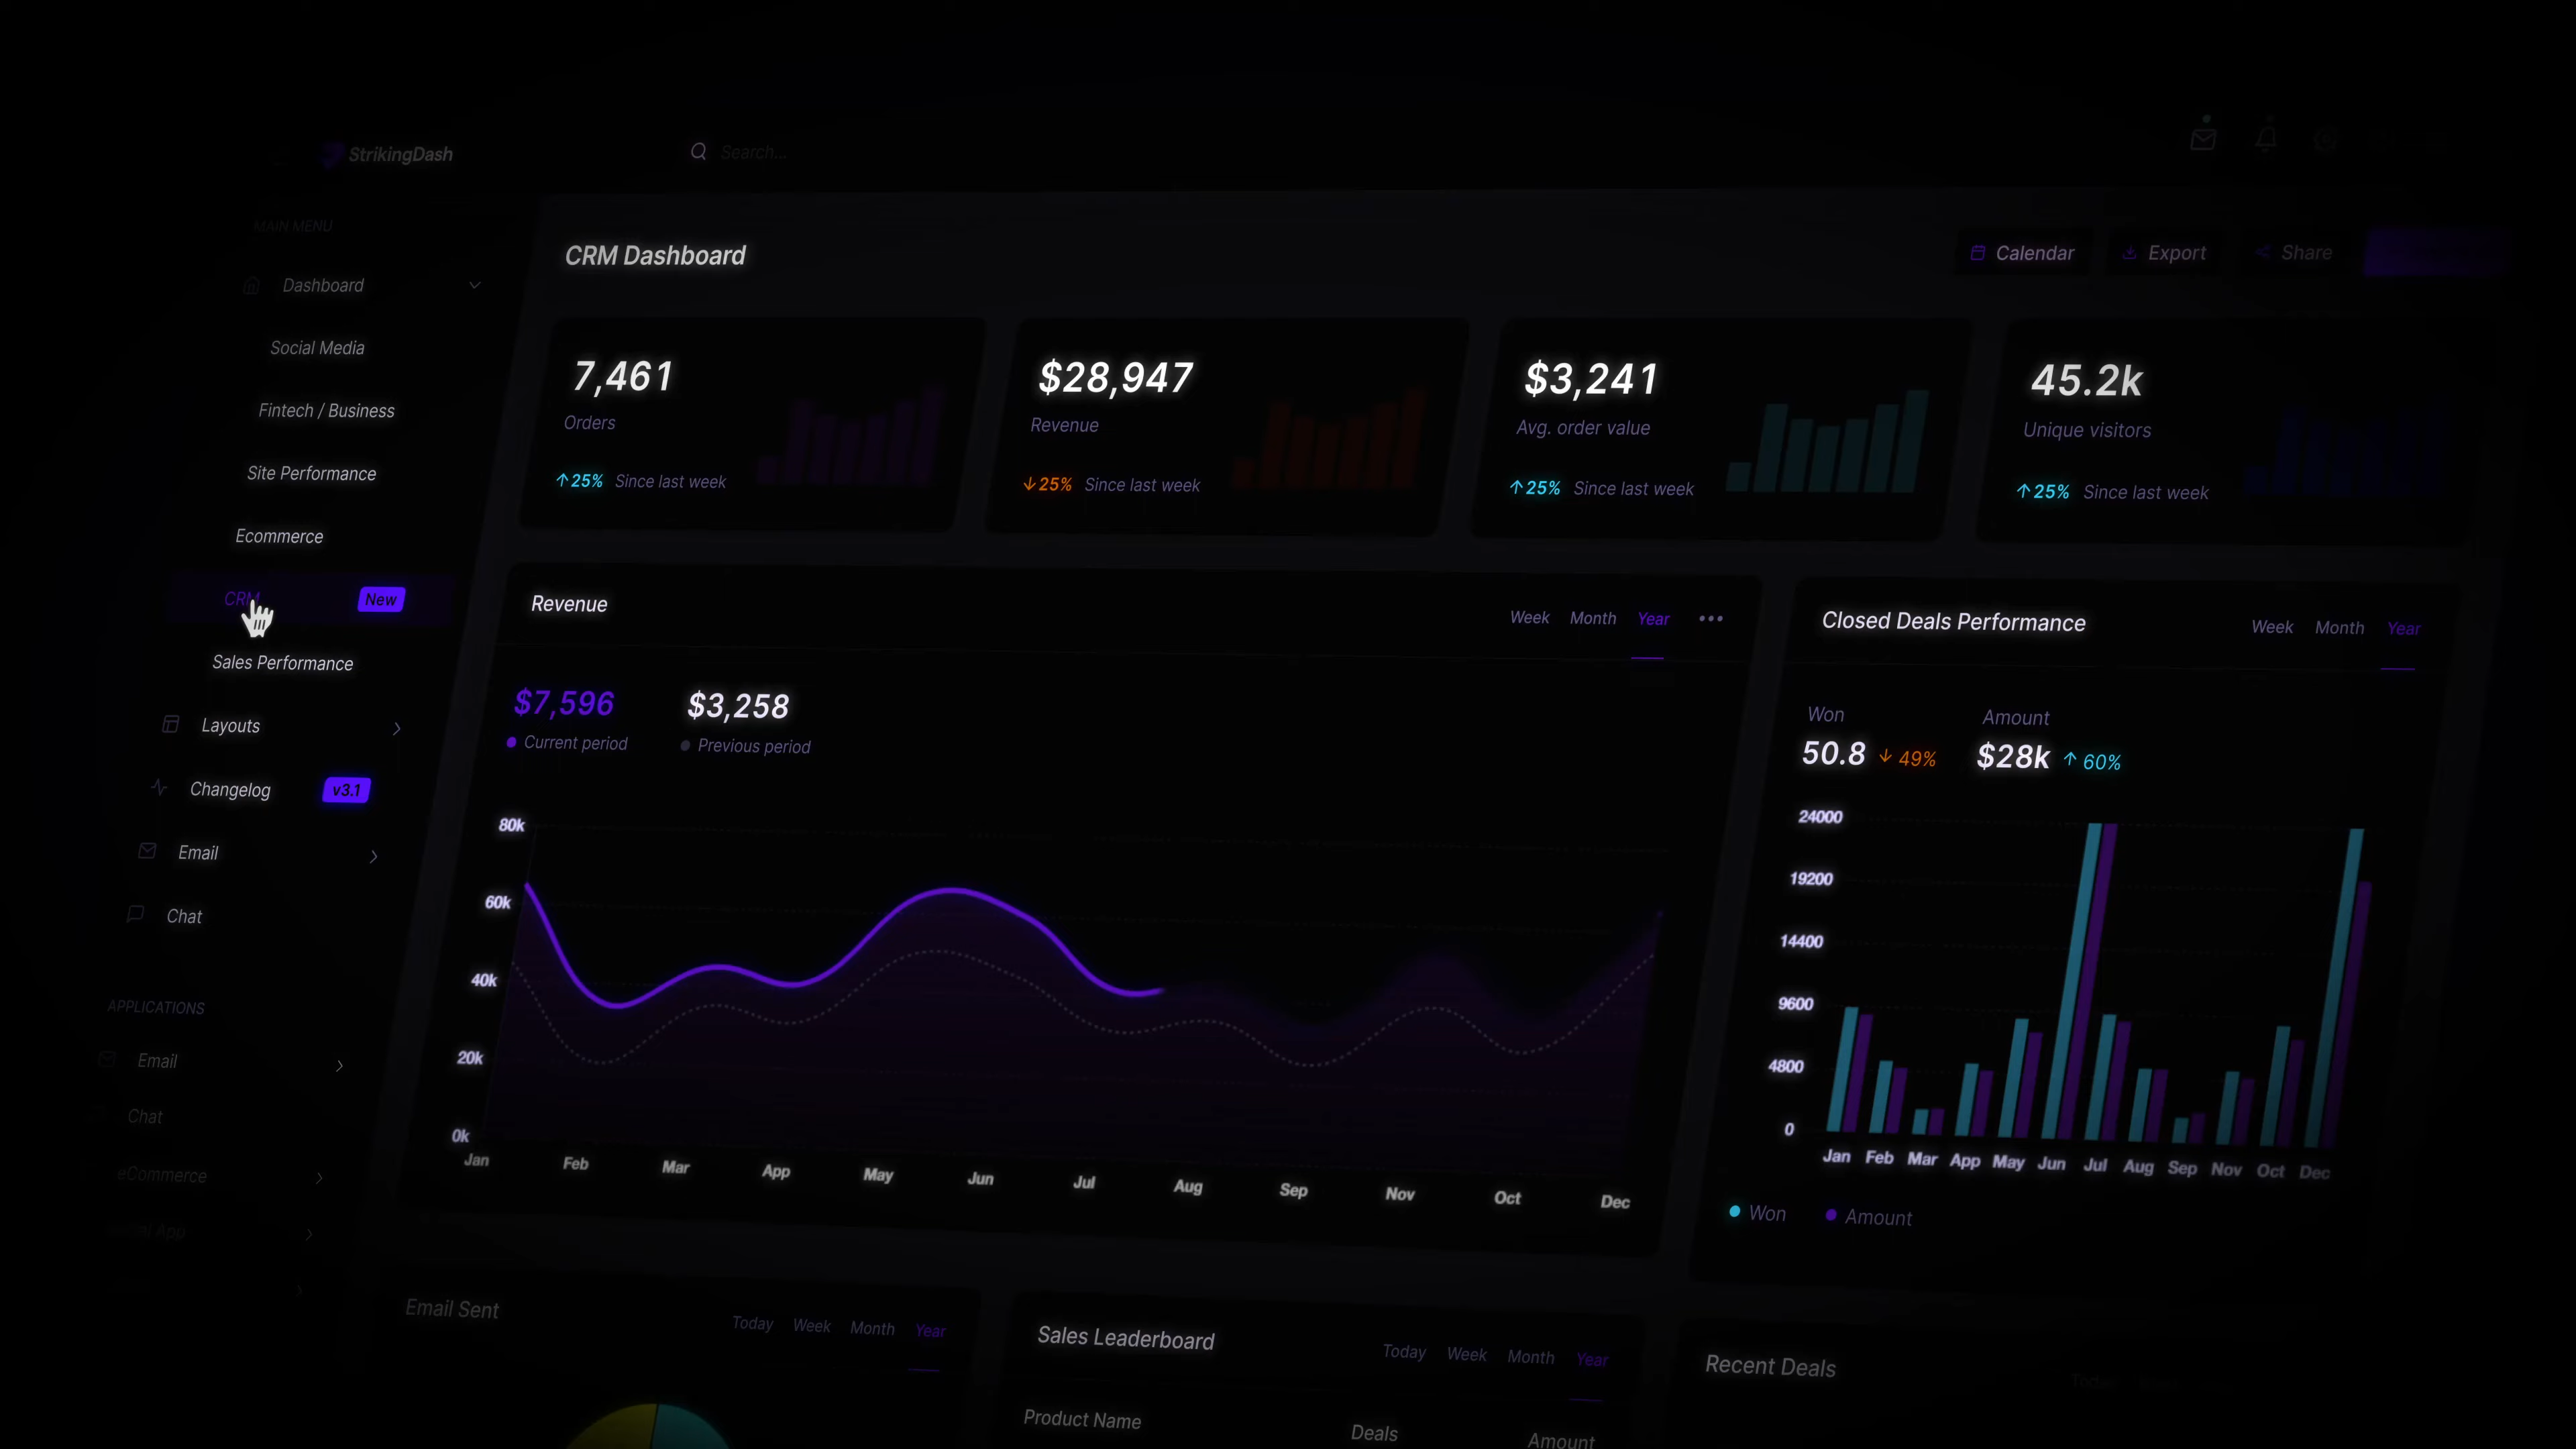 StrikingDash
Search...
MAIN MENU
Dashboard
Social Media
Fintech / Business
Site Performance
Ecommerce
CRM New
Sales Performance
Layouts
Changelog v3.1
Email
Chat
APPLICATIONS
Email
Chat
eCommerce
App
CRM Dashboard
Calendar Export Share
7,461
Orders
↑25% Since last week
$28,947
Revenue
↓25% Since last week
$3,241
Avg. order value
↑25% Since last week
45.2k
Unique visitors
↑25% Since last week
Revenue
Week Month Year
$7,596 $3,258
Current period Previous period
80k
60k
40k
20k
0k
Jan Feb Mar App May Jun Jul Aug Sep Nov Oct Dec
Closed Deals Performance
Week Month Year
Won Amount
50.8 ↓ 49% $28k ↑ 60%
24000
19200
14400
9600
4800
0
Jan Feb Mar App May Jun Jul Aug Sep Nov Oct Dec
Won Amount
Email Sent
Today Week Month Year
Sales Leaderboard
Today Week Month Year
Product Name Deals Amount
Recent Deals
Today